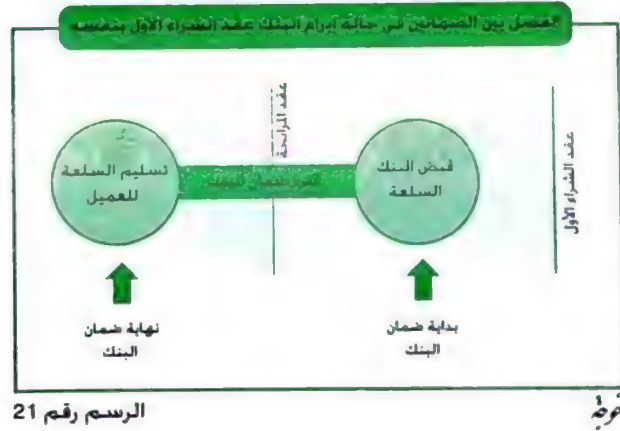 الفصل بين الضمانين في حالة إبرام البنك عقد الشراء الأول بنفسه
عقد الشراء الأول
عقد المرابحة
قبض البنك
السلعة
تسليم السلعة
للعميل
بداية ضمان
البنك
نهاية ضمان
البنك
الرسم رقم 21